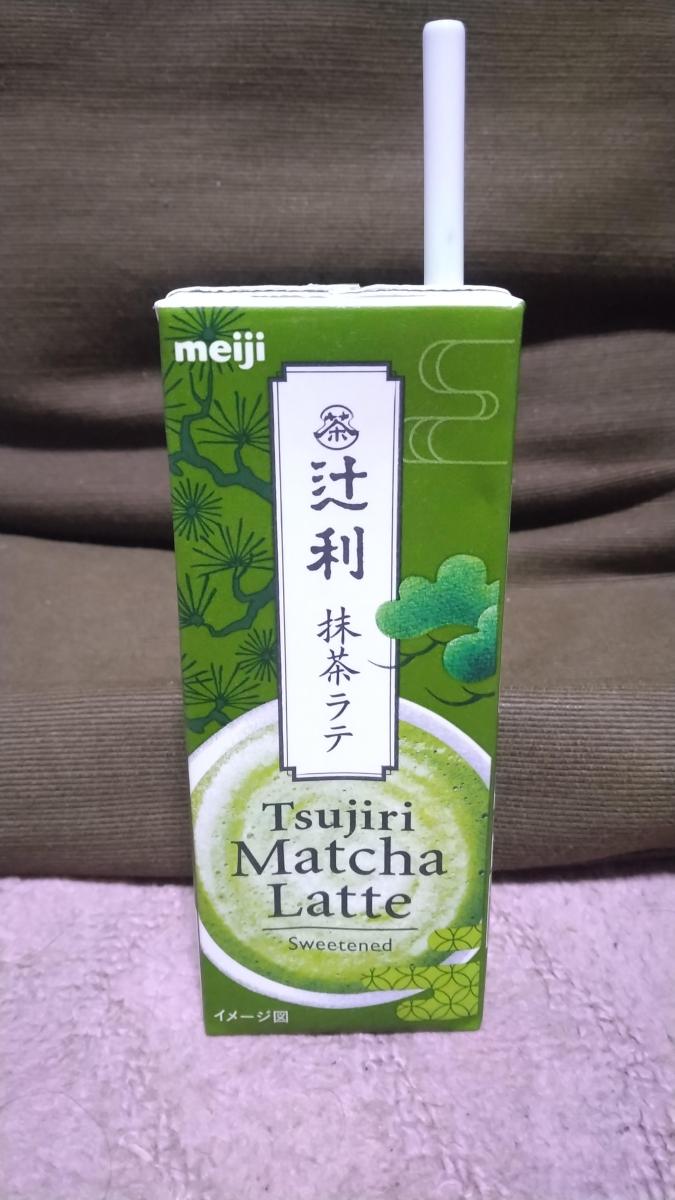 meiji
茶
辻利
抹茶ラテ
Tsujiri
Matcha
Latte
Sweetened
イメージ図